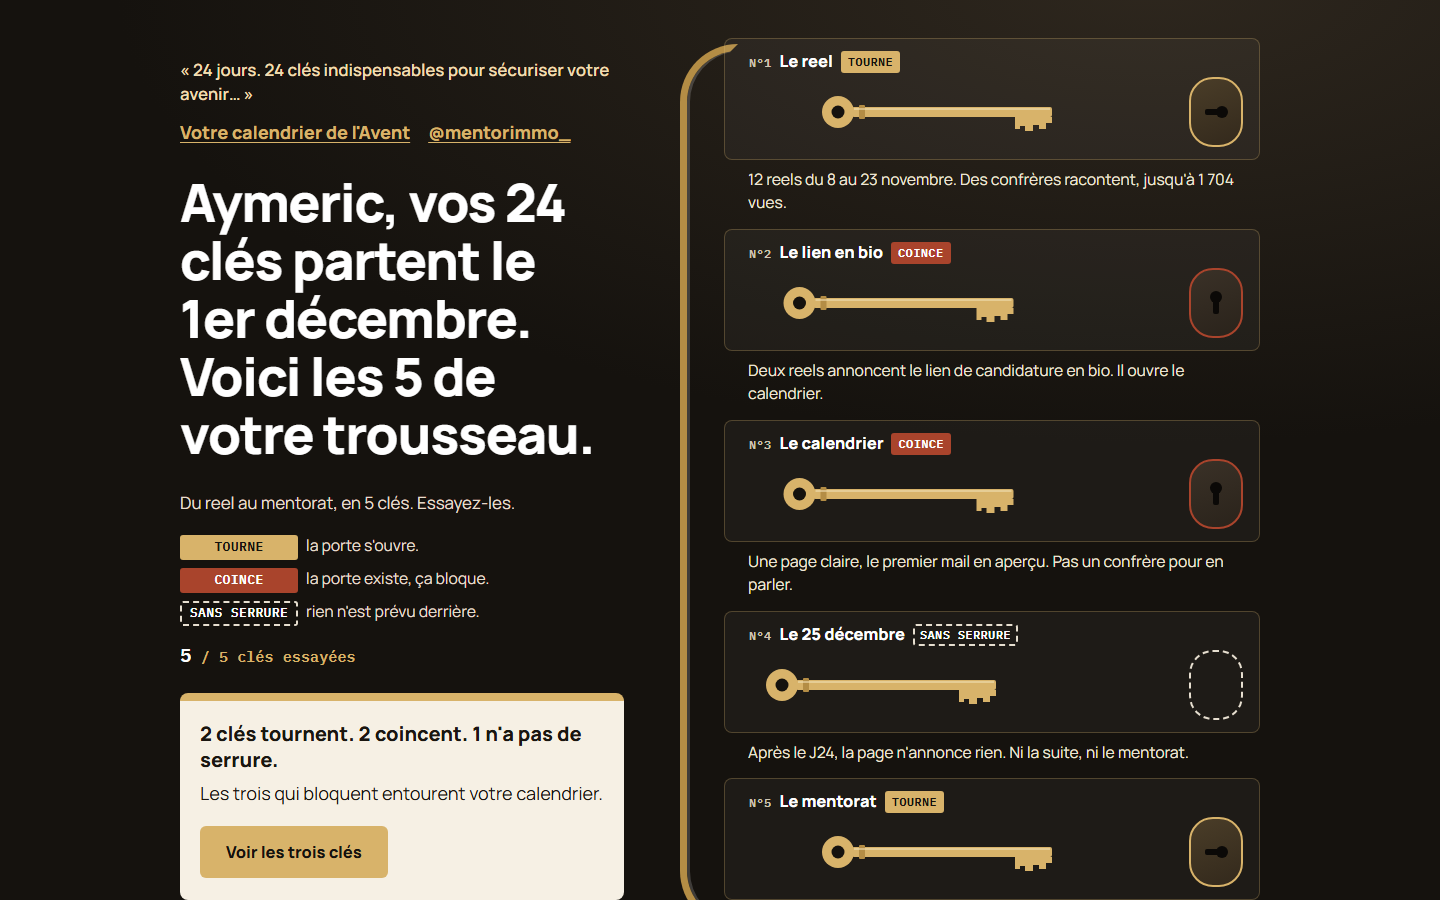 « 24 jours. 24 clés indispensables pour sécuriser votre
avenir… »
Votre calendrier de l'Avent @mentorimmo_
Aymeric, vos 24
clés partent le
1er décembre.
Voici les 5 de
votre trousseau.
Du reel au mentorat, en 5 clés. Essayez-les.
TOURNE la porte s'ouvre.
COINCE la porte existe, ça bloque.
SANS SERRURE rien n'est prévu derrière.
5 / 5 clés essayées
2 clés tournent. 2 coincent. 1 n'a pas de
serrure.
Les trois qui bloquent entourent votre calendrier.
Voir les trois clés
N°1 Le reel TOURNE
12 reels du 8 au 23 novembre. Des confrères racontent, jusqu'à 1 704
vues.
N°2 Le lien en bio COINCE
Deux reels annoncent le lien de candidature en bio. Il ouvre le
calendrier.
N°3 Le calendrier COINCE
Une page claire, le premier mail en aperçu. Pas un confrère pour en
parler.
N°4 Le 25 décembre SANS SERRURE
Après le J24, la page n'annonce rien. Ni la suite, ni le mentorat.
N°5 Le mentorat TOURNE